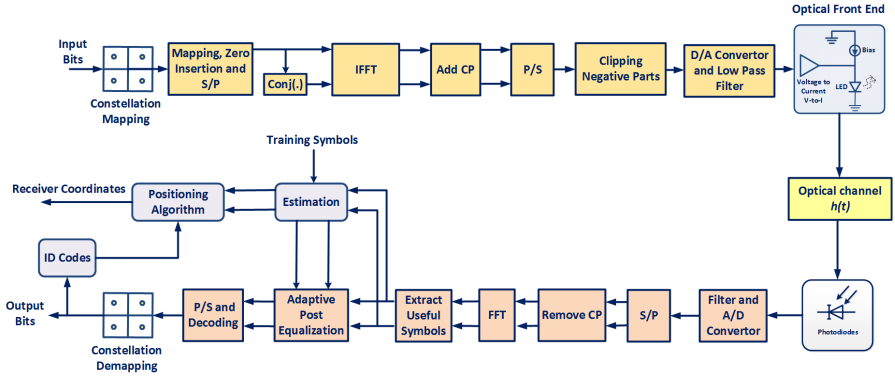 Optical Front End
Input
Bits
Constellation
Mapping
Mapping, Zero
Insertion and
S/P
Conj(.)
IFFT
Add CP
P/S
Clipping
Negative Parts
D/A Convertor
and Low Pass
Filter
Bias
LED
Voltage to
Current
V-to-I
Training Symbols
Receiver Coordinates
Positioning
Algorithm
Estimation
Optical channel
h(t)
ID Codes
Output
Bits
Constellation
Demapping
P/S and
Decoding
Adaptive
Post
Equalization
Extract
Useful
Symbols
FFT
Remove CP
S/P
Filter and
A/D
Convertor
Photodiodes